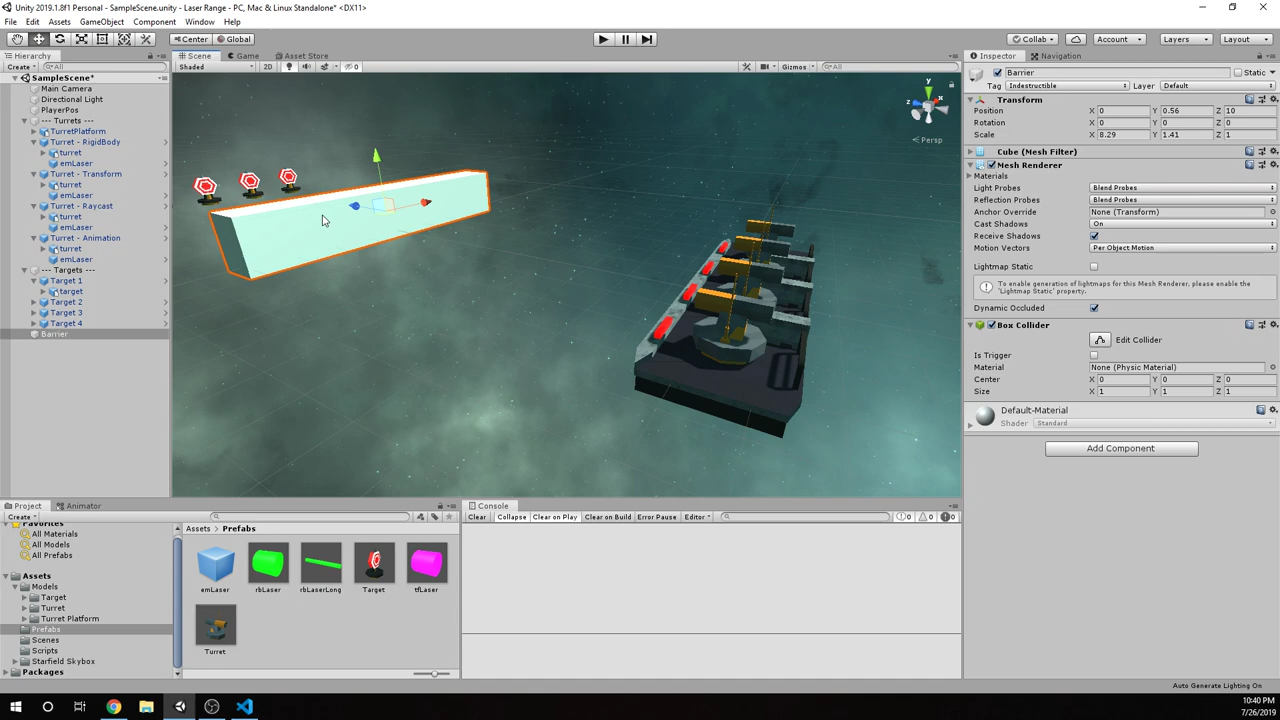 Unity 2019.1.8f1 Personal - SampleScene.unity - Laser Range - PC, Mac & Linux Standalone* <DX11>
File Edit Assets GameObject Component Window Help
Center Global Collab Account Layers Layout
Hierarchy
Create All
SampleScene*
Main Camera
Directional Light
PlayerPos
--- Turrets ---
TurretPlatform
Turret - RigidBody
turret
emLaser
Turret - Transform
turret
emLaser
Turret - Raycast
turret
emLaser
Turret - Animation
turret
emLaser
--- Targets ---
Target 1
target
Target 2
Target 3
Target 4
Barrier
Scene Game Asset Store
Shaded 2D 0 Gizmos All
y
x
z
Persp
Inspector Navigation
Barrier Static
Tag Indestructible Layer Default
Transform
Position X 0 Y 0.56 Z 10
Rotation X 0 Y 0 Z 0
Scale X 8.29 Y 1.41 Z 1
Cube (Mesh Filter)
Mesh Renderer
Materials
Light Probes Blend Probes
Reflection Probes Blend Probes
Anchor Override None (Transform)
Cast Shadows On
Receive Shadows
Motion Vectors Per Object Motion
Lightmap Static
To enable generation of lightmaps for this Mesh Renderer, please enable the
'Lightmap Static' property.
Dynamic Occluded
Box Collider
Edit Collider
Is Trigger
Material None (Physic Material)
Center X 0 Y 0 Z 0
Size X 1 Y 1 Z 1
Default-Material
Shader Standard
Add Component
Project Animator
Create
Favorites
All Materials
All Models
All Prefabs
Assets
Models
Target
Turret
Turret Platform
Prefabs
Scenes
Scripts
Starfield Skybox
Packages
Assets Prefabs
emLaser rbLaser rbLaserLong Target tfLaser
Turret
Console
Clear Collapse Clear on Play Clear on Build Error Pause Editor 0 0 0
Auto Generate Lighting On
10:40 PM
7/26/2019